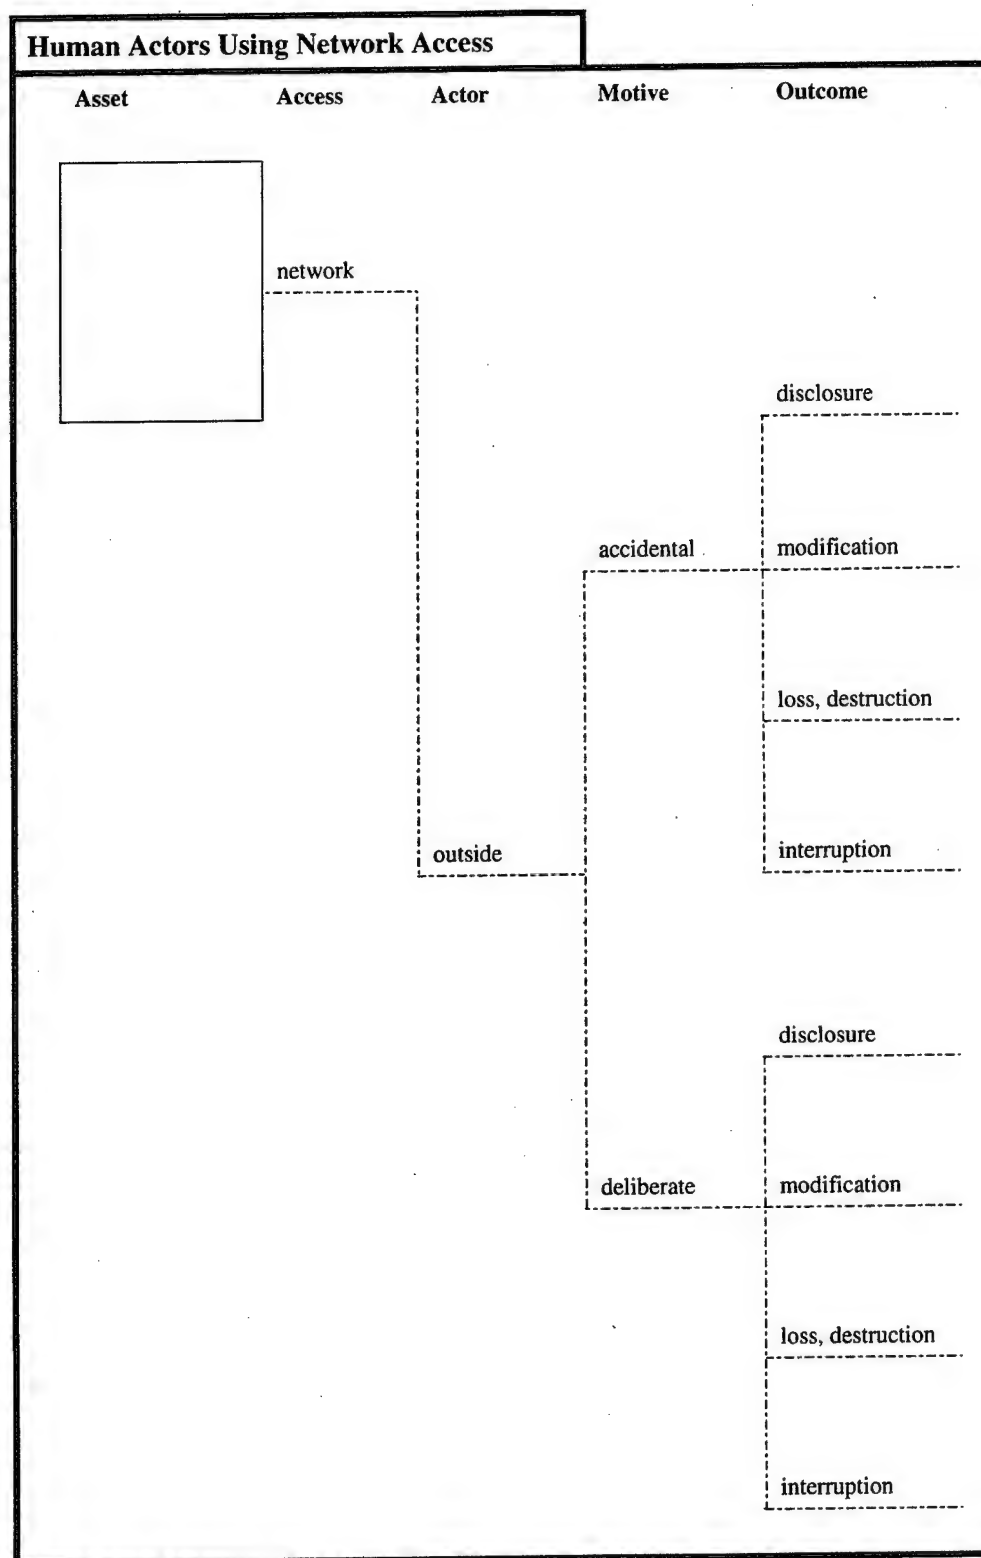 Human Actors Using Network Access
Asset Access Actor Motive Outcome
network
disclosure
accidental modification
loss, destruction
outside interruption
disclosure
deliberate modification
loss, destruction
interruption